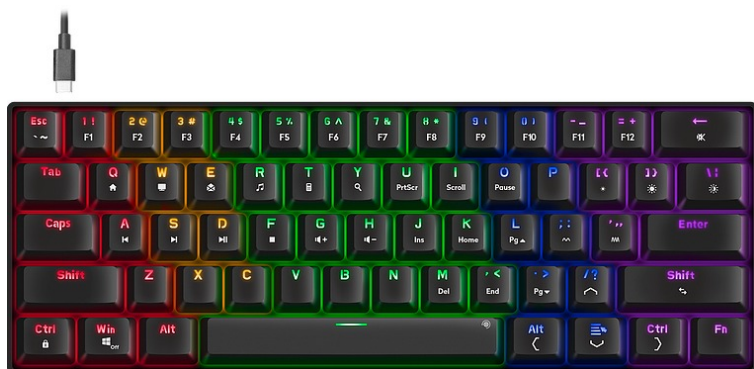 Esc 1 ! 2 @ 3 # 4 $ 5 % 6 ^ 7 & 8 * 9 ( 0 ) - _ = +
~ F1 F2 F3 F4 F5 F6 F7 F8 F9 F10 F11 F12
Tab Q W E R T Y U I O P [ { ] } \ |
PrtScr Scroll Pause
Caps A S D F G H J K L ; : ' " Enter
+ - Ins Home Pg
Shift Z X C V B N M , < . > / ? Shift
Del End Pg
Ctrl Win Alt Alt Ctrl Fn
Off